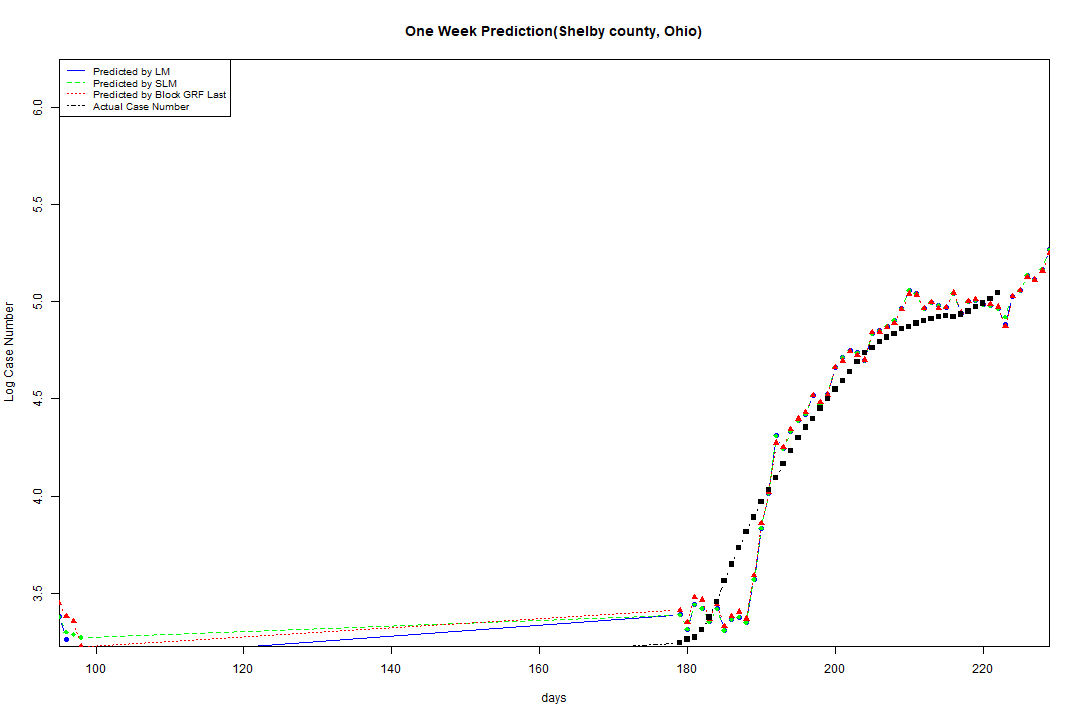 One Week Prediction(Shelby county, Ohio)
Predicted by LM
Predicted by SLM
Predicted by Block GRF Last
Actual Case Number
6.0
5.5
5.0
4.5
4.0
3.5
Log Case Number
100 120 140 160 180 200 220
days